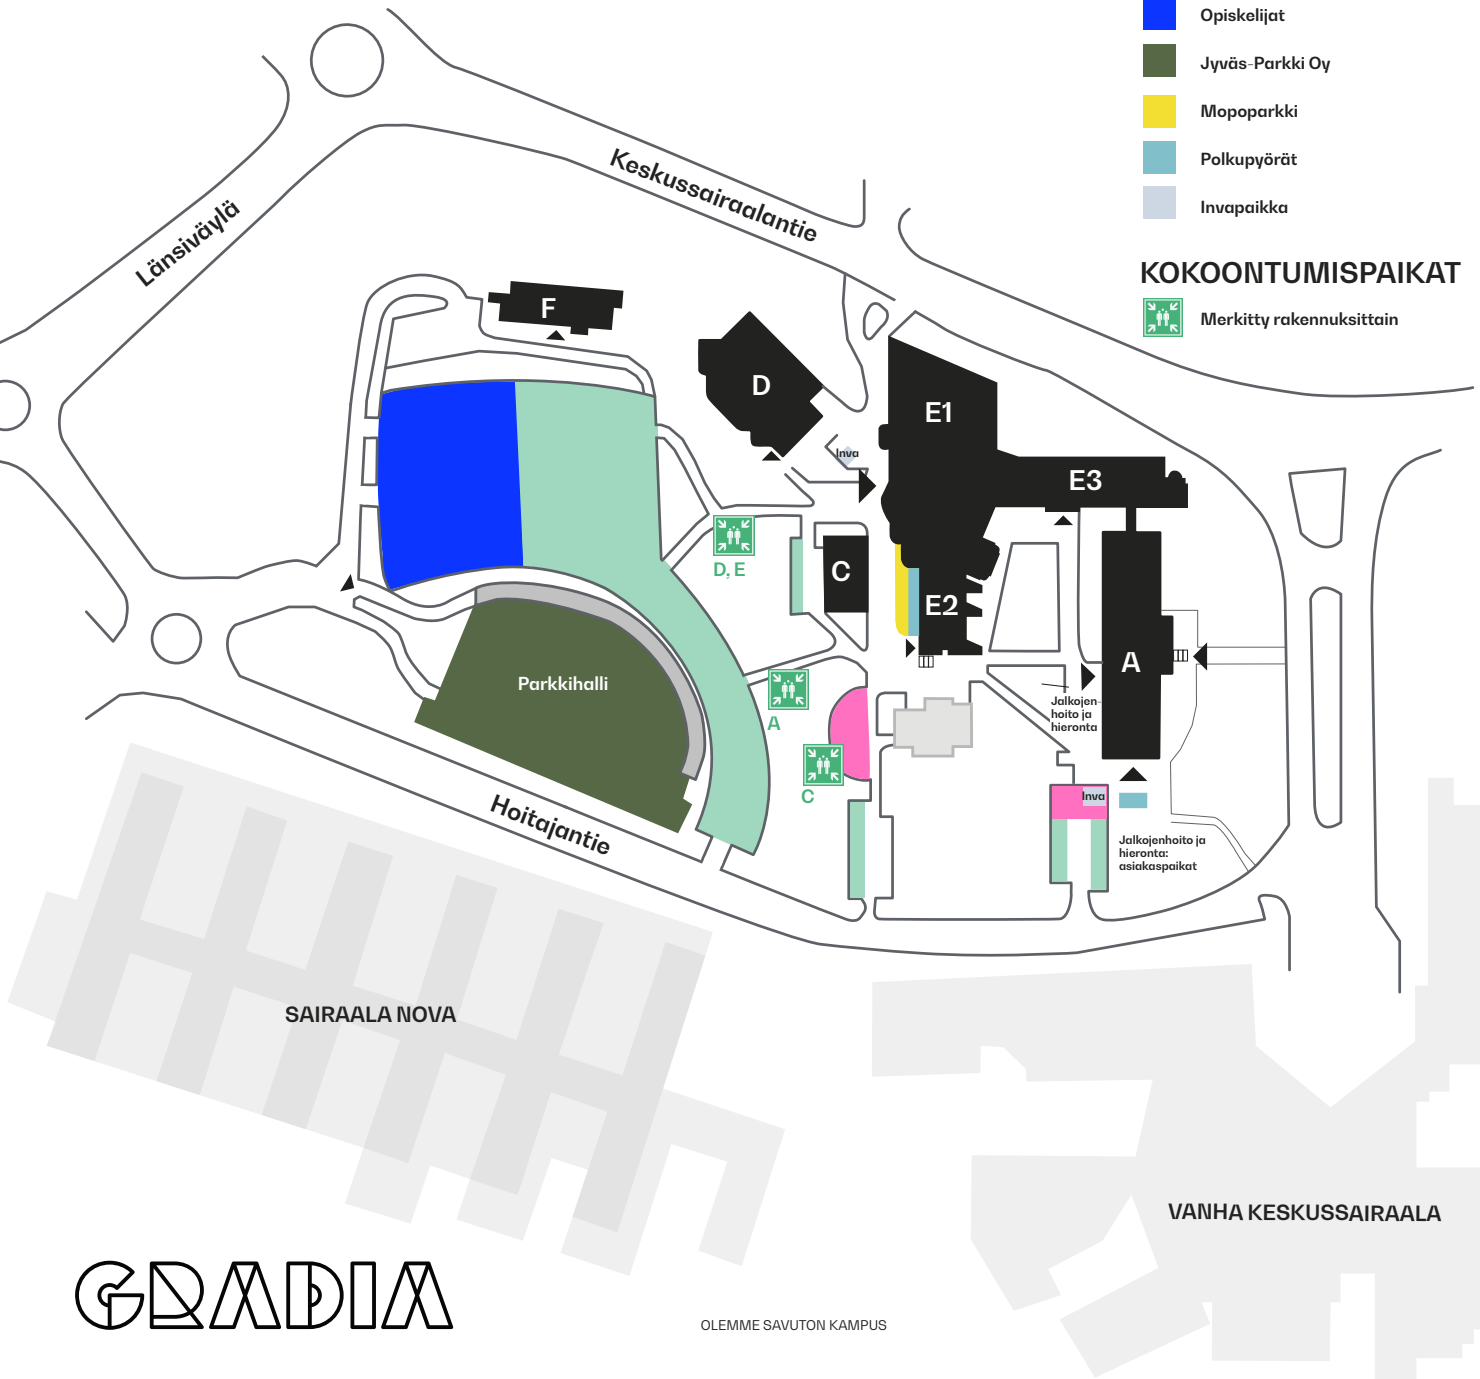 Opiskelijat
Jyväs-Parkki Oy
Mopoparkki
Polkupyörät
Invapaikka
KOKOONTUMISPAIKAT
Merkitty rakennuksittain
Keskussairaalantie
Länsiväylä
F
D
E1
Inva
E3
D, E
C
E2
A
Parkkihalli
A
Jalkojen-
hoito ja
hieronta
C
Inva
Hoitajantie
Jalkojenhoito ja
hieronta:
asiakaspaikat
SAIRAALA NOVA
VANHA KESKUSSAIRAALA
GRADIA
OLEMME SAVUTON KAMPUS